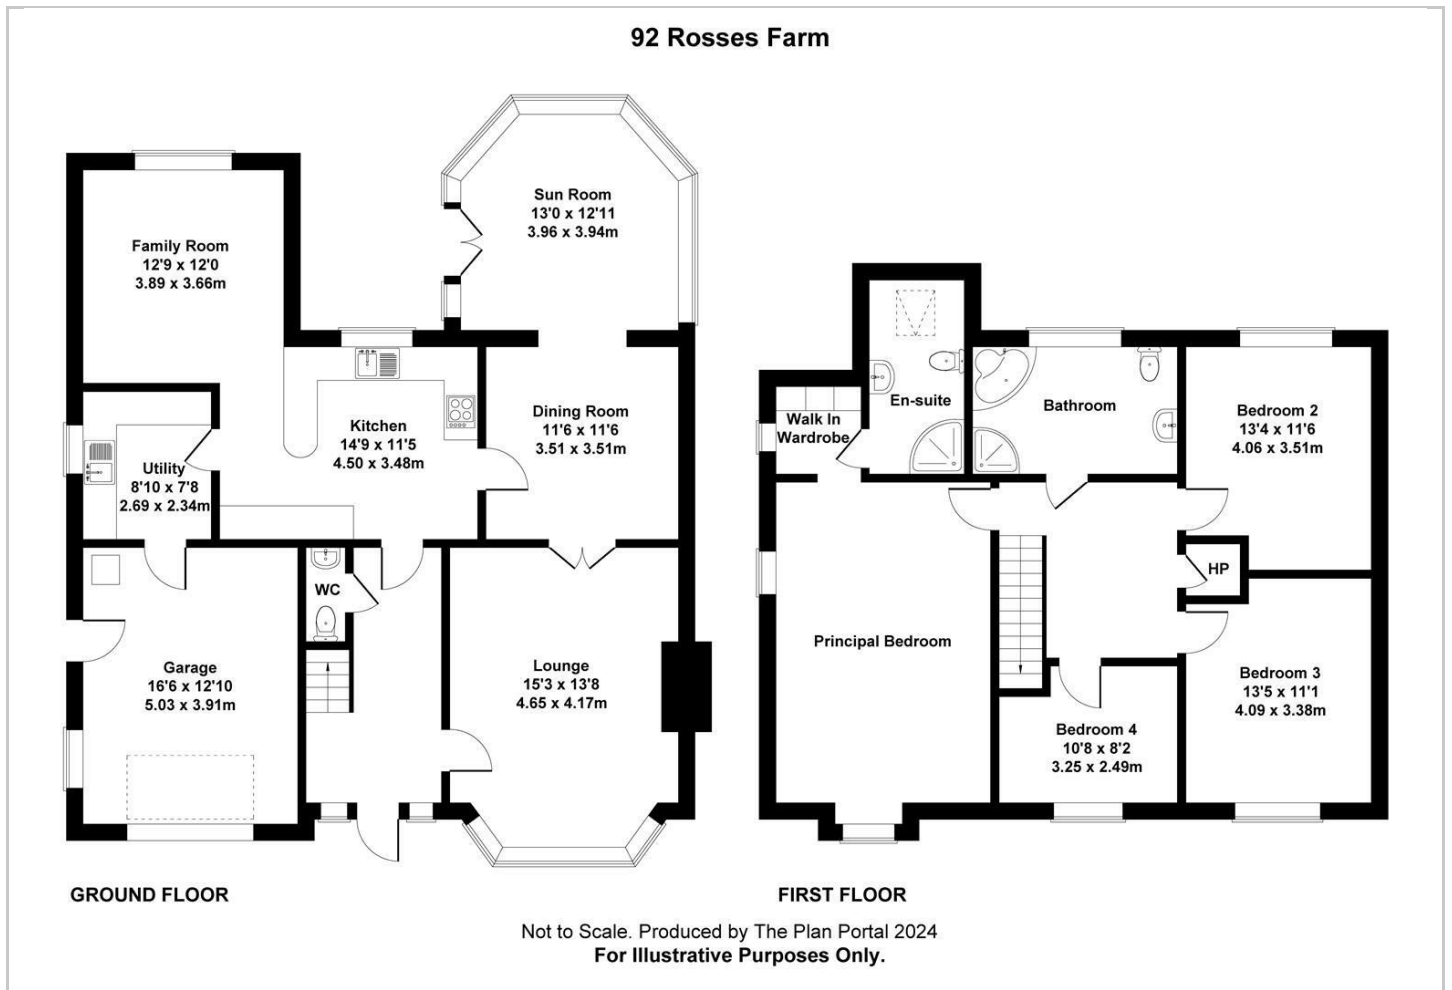 92 Rosses Farm
Sun Room
13'0 x 12'11
3.96 x 3.94m
Family Room
12'9 x 12'0
3.89 x 3.66m
Kitchen
14'9 x 11'5
4.50 x 3.48m
Dining Room
11'6 x 11'6
3.51 x 3.51m
Utility
8'10 x 7'8
2.69 x 2.34m
WC
Garage
16'6 x 12'10
5.03 x 3.91m
Lounge
15'3 x 13'8
4.65 x 4.17m
GROUND FLOOR
Walk In
Wardrobe
En-suite
Bathroom
Bedroom 2
13'4 x 11'6
4.06 x 3.51m
HP
Principal Bedroom
Bedroom 3
13'5 x 11'1
4.09 x 3.38m
Bedroom 4
10'8 x 8'2
3.25 x 2.49m
FIRST FLOOR
Not to Scale. Produced by The Plan Portal 2024
For Illustrative Purposes Only.